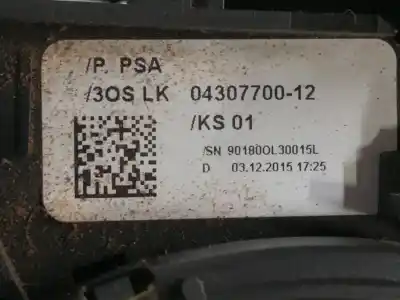 /P. PSA
/3OS LK 04307700-12
/KS 01
/SN 90180OL30015L
D 03.12.2015 17:25